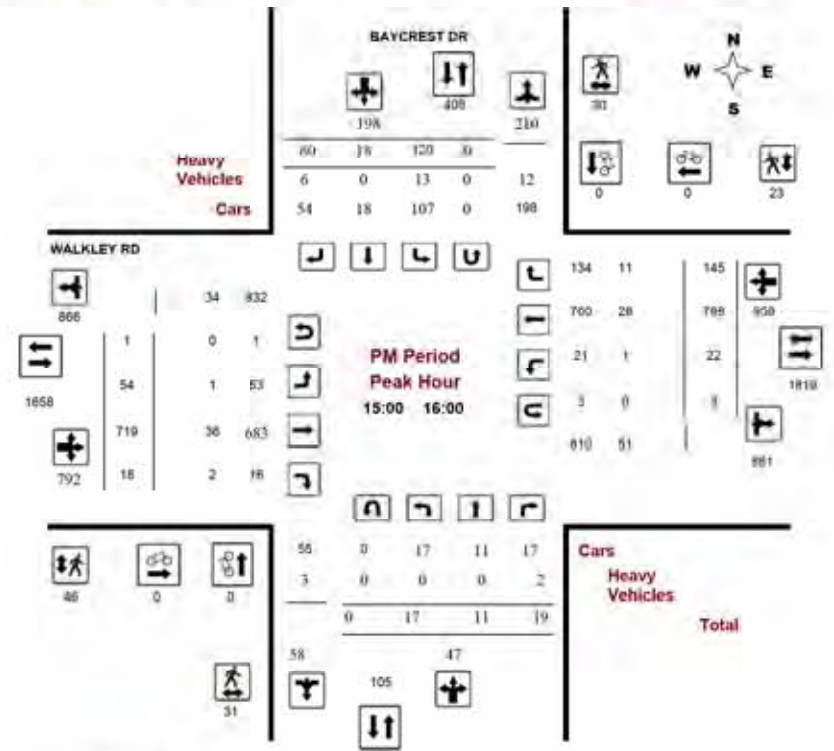 BAYCREST DR
N
W E
S
408
198 210
60 18 120 0
Heavy
Vehicles
6 0 13 0 12
Cars
54 18 107 0 198
0 0 23
WALKLEY RD
134 11 145
34 832
866
760 28 788
958
1 0 1
PM Period
Peak Hour
15:00 16:00
21 1 22
1819
54 1 53
1658
3 0 3
719 36 683
810 51
861
792
18 2 16
55 0 17 11 17
Cars
3 0 0 0 2
Heavy
Vehicles
46 0 0
0 17 11 19
Total
58 47
105
31